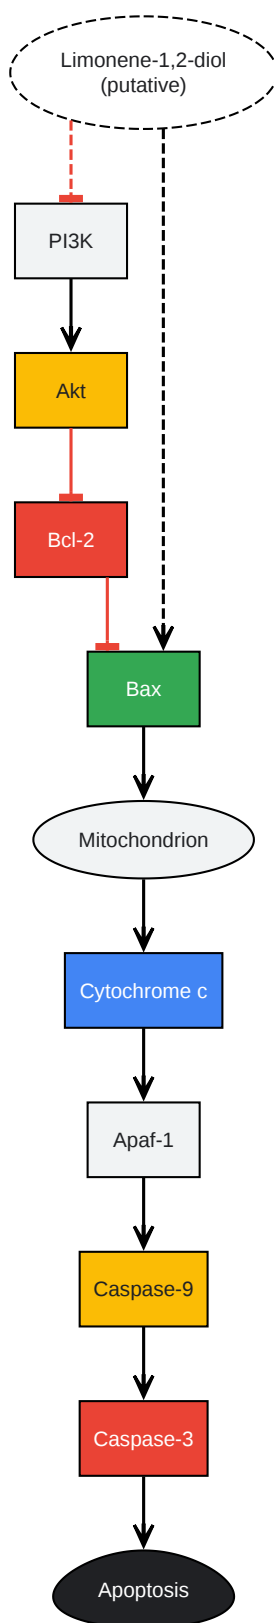 Limonene-1,2-diol
(putative)
PI3K
Akt
Bcl-2
Bax
Mitochondrion
Cytochrome c
Apaf-1
Caspase-9
Caspase-3
Apoptosis